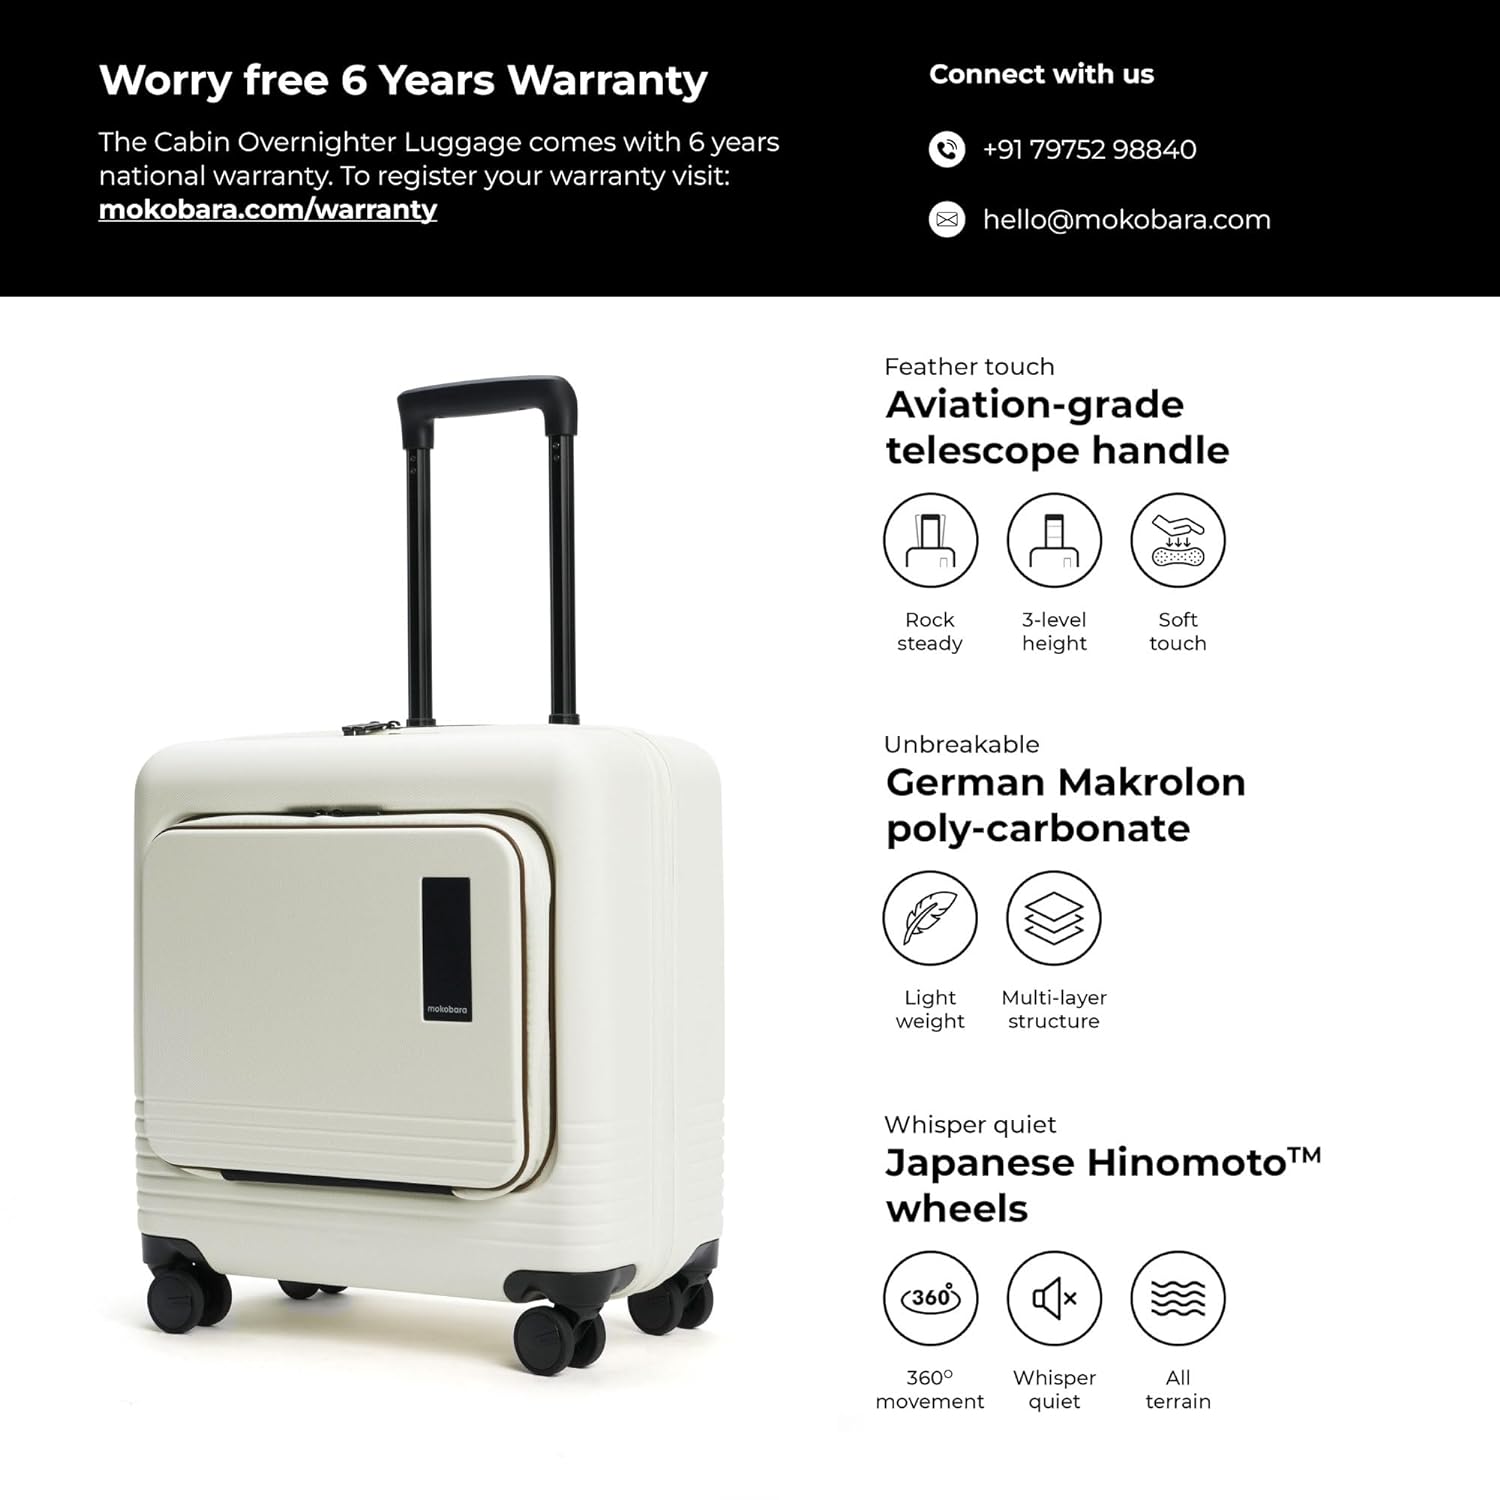 Worry free 6 Years Warranty
The Cabin Overnighter Luggage comes with 6 years
national warranty. To register your warranty visit:
mokobara.com/warranty
Connect with us
+91 79752 98840
hello@mokobara.com
Feather touch
Aviation-grade
telescope handle
Rock
steady
3-level
height
Soft
touch
Unbreakable
German Makrolon
poly-carbonate
Light
weight
Multi-layer
structure
mokobara
Whisper quiet
Japanese Hinomoto™
wheels
360°
360°
movement
Whisper
quiet
All
terrain